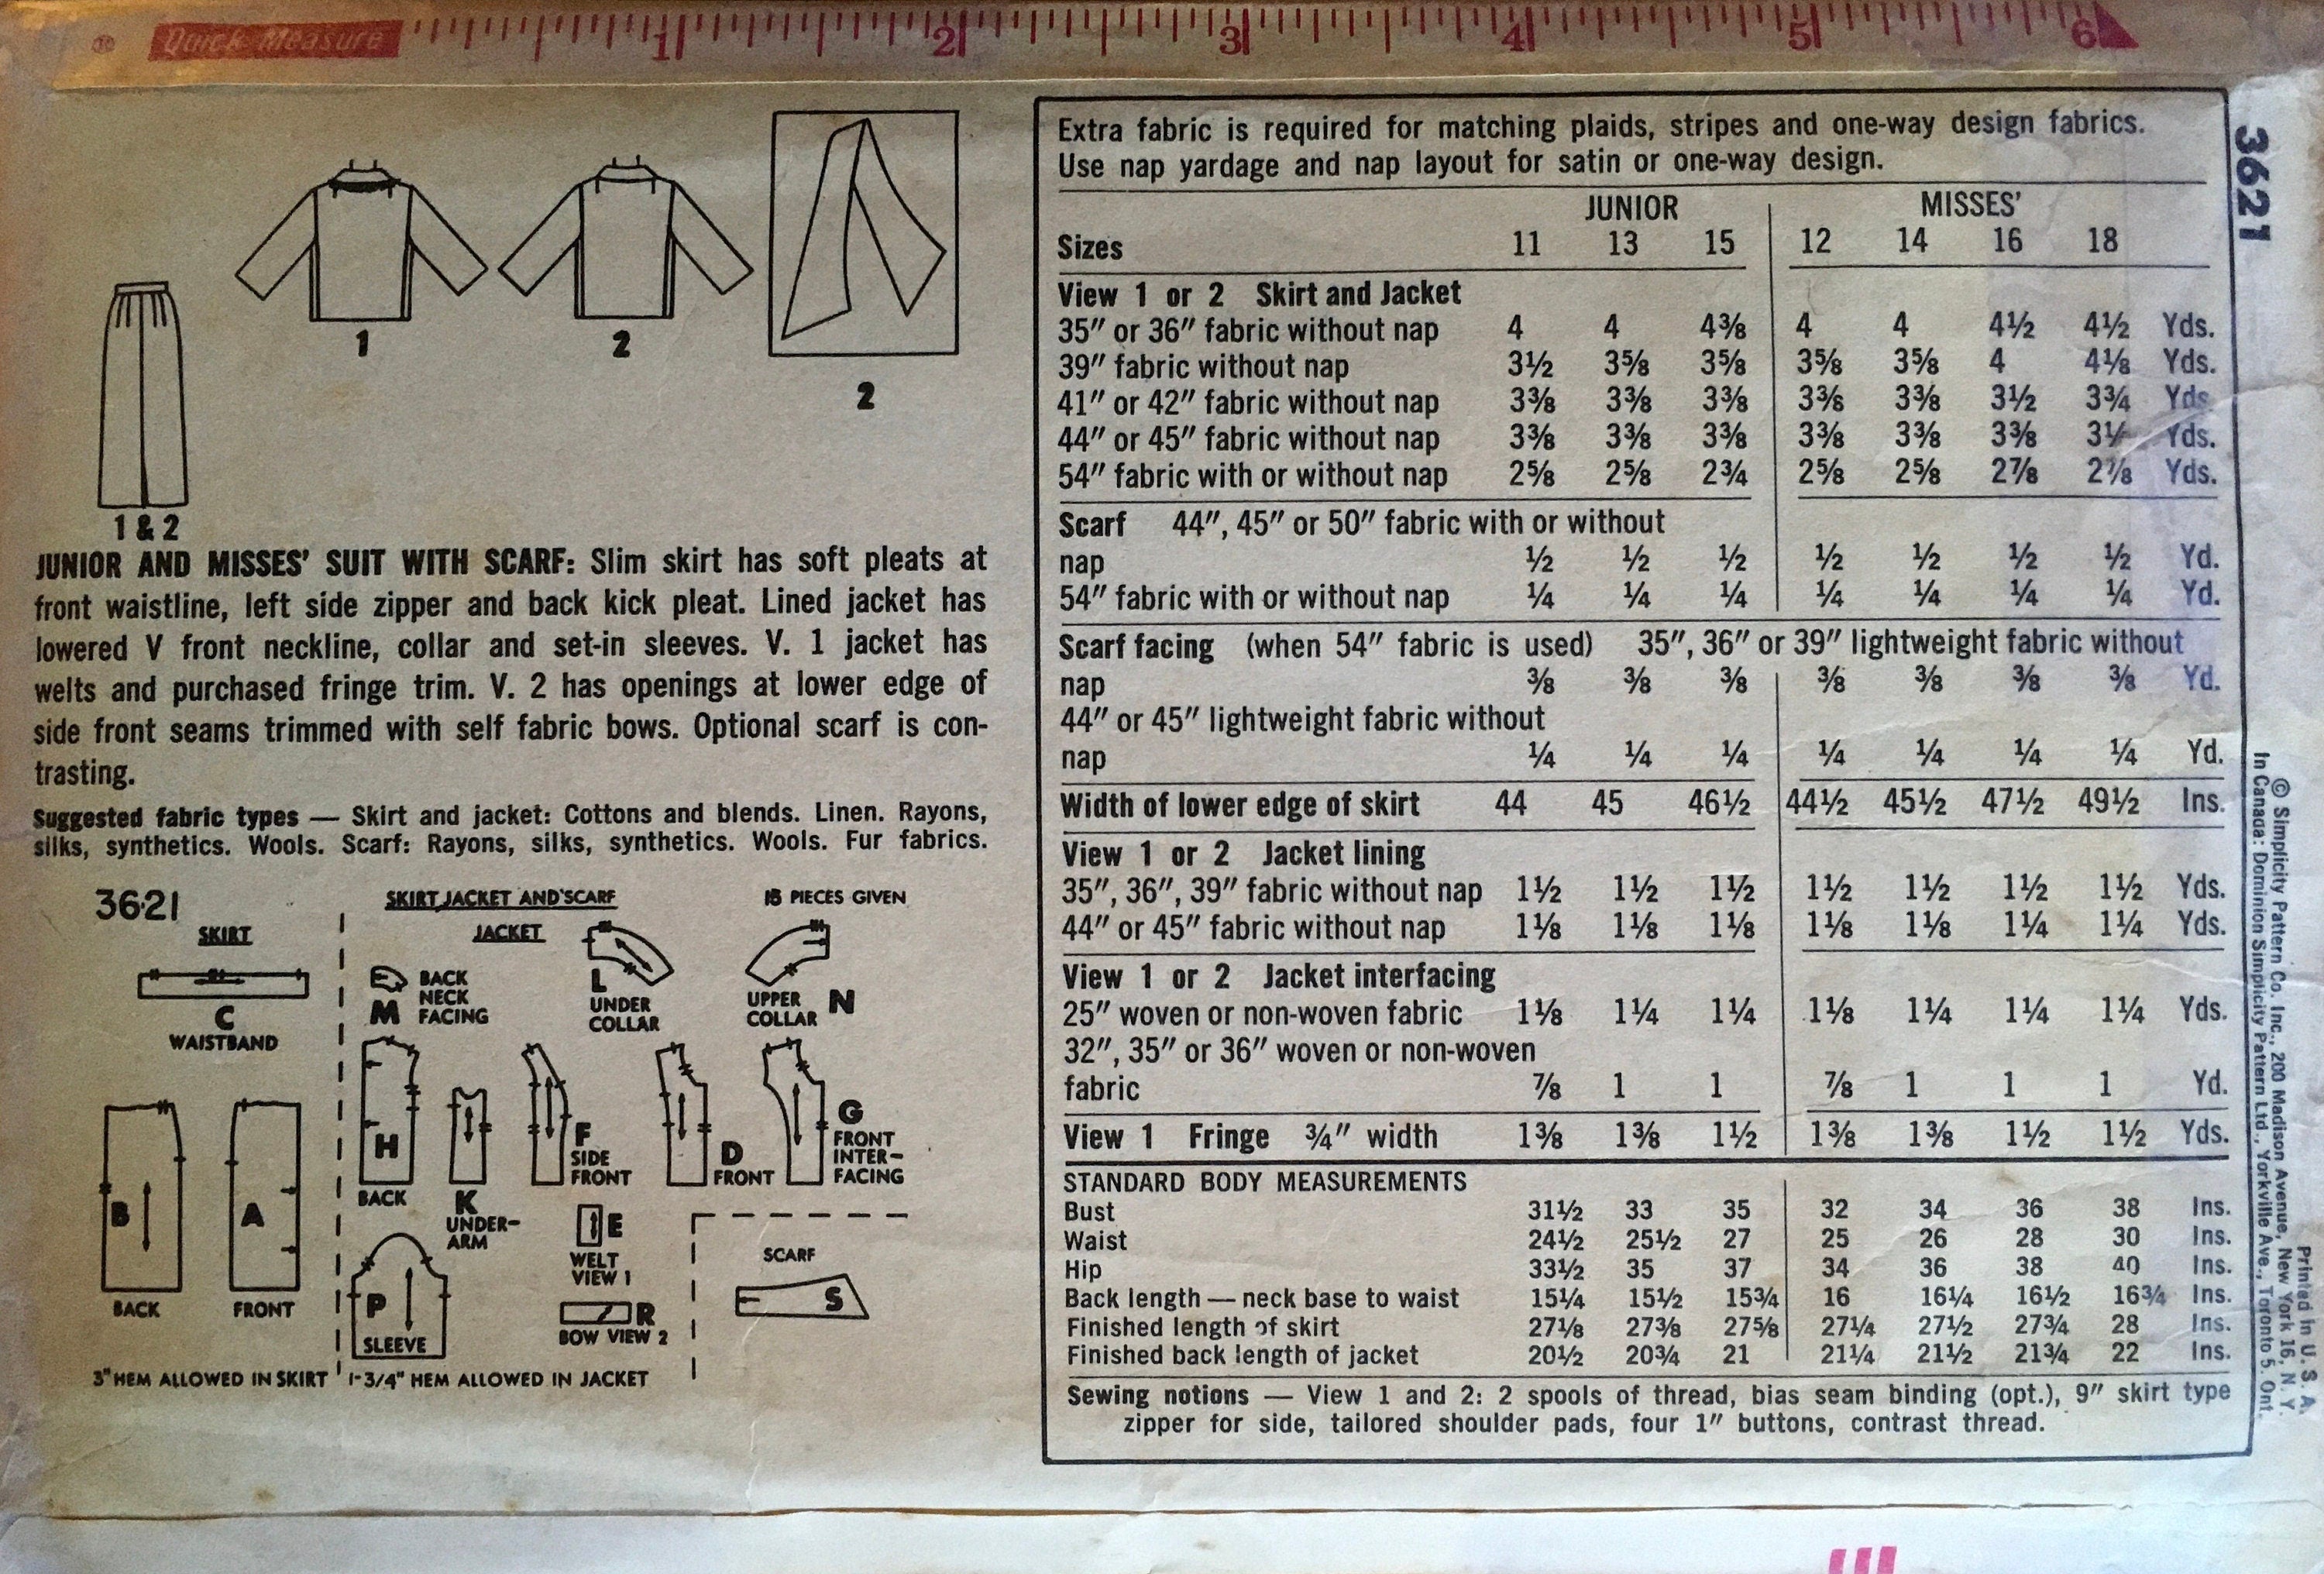 Quick Measure 1 2 3 4 5 6
1
2
2
1 & 2
JUNIOR AND MISSES' SUIT WITH SCARF: Slim skirt has soft pleats at
front waistline, left side zipper and back kick pleat. Lined jacket has
lowered V front neckline, collar and set-in sleeves. V. 1 jacket has
welts and purchased fringe trim. V. 2 has openings at lower edge of
side front seams trimmed with self fabric bows. Optional scarf is con-
trasting.
Suggested fabric types — Skirt and jacket: Cottons and blends. Linen. Rayons,
silks, synthetics. Wools. Scarf: Rayons, silks, synthetics. Wools. Fur fabrics.
3621
SKIRT, JACKET AND SCARF
PIECES GIVEN
SKIRT
C
WAISTBAND
B
BACK
A
FRONT
3" HEM ALLOWED IN SKIRT
JACKET
M
BACK
NECK
FACING
L
UNDER
COLLAR
UPPER
COLLAR
N
H
BACK
K
UNDER-
ARM
F
SIDE
FRONT
D
FRONT
G
FRONT
INTER-
FACING
P
SLEEVE
E
WELT
VIEW 1
R
BOW VIEW 2
1-3/4" HEM ALLOWED IN JACKET
SCARF
S
Extra fabric is required for matching plaids, stripes and one-way design fabrics.
Use nap yardage and nap layout for satin or one-way design.
JUNIOR MISSES'
Sizes 11 13 15 12 14 16 18
View 1 or 2 Skirt and Jacket
35" or 36" fabric without nap 4 4 4⅜ 4 4 4½ 4½ Yds.
39" fabric without nap 3½ 3⅝ 3⅝ 3⅝ 3⅝ 4 4⅛ Yds.
41" or 42" fabric without nap 3⅜ 3⅜ 3⅜ 3⅜ 3⅜ 3½ 3¾ Yds.
44" or 45" fabric without nap 3⅜ 3⅜ 3⅜ 3⅜ 3⅜ 3⅜ Yds.
54" fabric with or without nap 2⅝ 2⅝ 2¾ 2⅝ 2⅝ 2⅞ 2⅞ Yds.
Scarf 44", 45" or 50" fabric with or without
nap ½ ½ ½ ½ ½ ½ ½ Yd.
54" fabric with or without nap ¼ ¼ ¼ ¼ ¼ ¼ ¼ Yd.
Scarf facing (when 54" fabric is used) 35", 36" or 39" lightweight fabric without
nap ⅜ ⅜ ⅜ ⅜ ⅜ ⅜ ⅜ Yd.
44" or 45" lightweight fabric without
nap ¼ ¼ ¼ ¼ ¼ ¼ ¼ Yd.
Width of lower edge of skirt 44 45 46½ 44½ 45½ 47½ 49½ Ins.
View 1 or 2 Jacket lining
35", 36", 39" fabric without nap 1½ 1½ 1½ 1½ 1½ 1½ 1½ Yds.
44" or 45" fabric without nap 1⅛ 1⅛ 1⅛ 1⅛ 1⅛ 1¼ 1¼ Yds.
View 1 or 2 Jacket interfacing
25" woven or non-woven fabric 1⅛ 1¼ 1¼ 1⅛ 1¼ 1¼ 1¼ Yds.
32", 35" or 36" woven or non-woven
fabric ⅞ 1 1 ⅞ 1 1 1 Yd.
View 1 Fringe ¾" width 1⅜ 1⅜ 1½ 1⅜ 1⅜ 1½ 1½ Yds.
STANDARD BODY MEASUREMENTS
Bust 31½ 33 35 32 34 36 38 Ins.
Waist 24½ 25½ 27 25 26 28 30 Ins.
Hip 33½ 35 37 34 36 38 40 Ins.
Back length — neck base to waist 15¼ 15½ 15¾ 16 16¼ 16½ 16¾ Ins.
Finished length of skirt 27⅛ 27⅜ 27⅝ 27¼ 27½ 27¾ 28 Ins.
Finished back length of jacket 20½ 20¾ 21 21¼ 21½ 21¾ 22 Ins.
Sewing notions — View 1 and 2: 2 spools of thread, bias seam binding (opt.), 9" skirt type
zipper for side, tailored shoulder pads, four 1" buttons, contrast thread.
3621
Printed in U. S. A.
© Simplicity Pattern Co. Inc., 200 Madison Avenue, New York 16, N. Y.
In Canada: Dominion Simplicity Pattern Ltd., Yorkville Ave., Toronto 5. Ont.